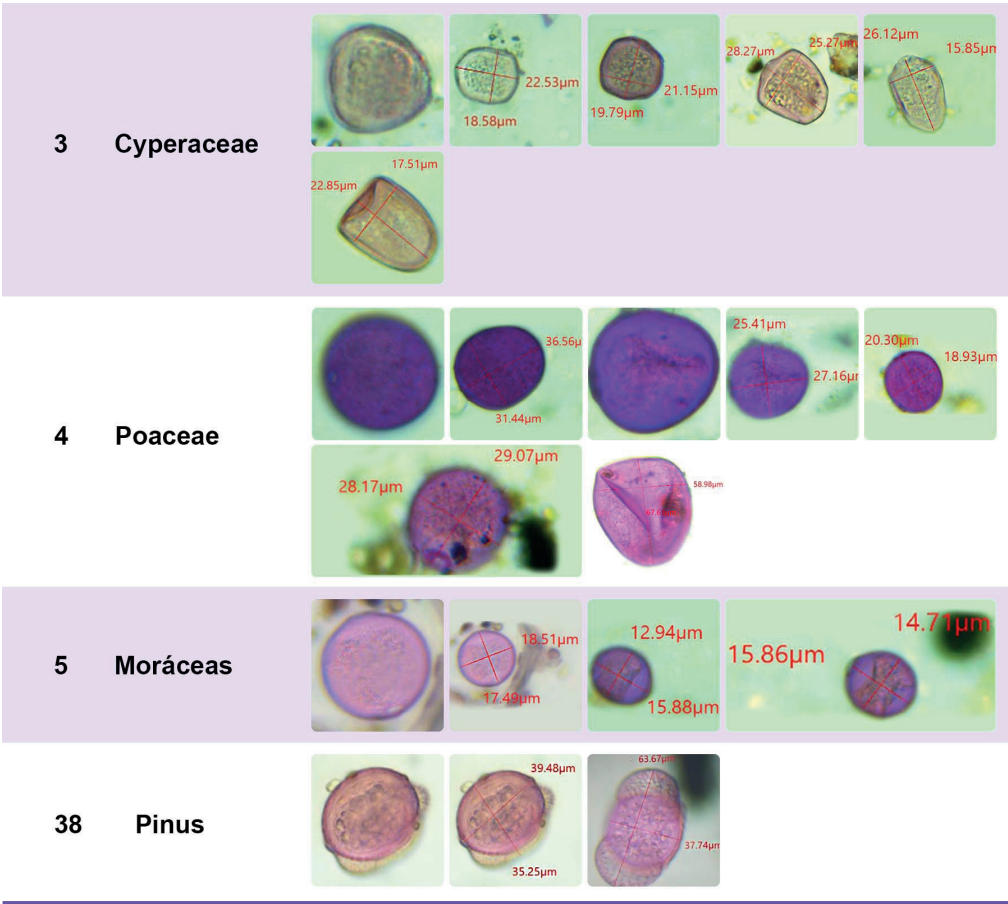 3 Cyperaceae
22.53µm
18.58µm
21.15µm
19.79µm
28.27µm
25.27µm
26.12µm
15.85µm
17.51µm
22.85µm
4 Poaceae
36.56µ
31.44µm
25.41µm
27.16µm
20.30µm
18.93µm
29.07µm
28.17µm
58.98µm
5 Moráceas
18.51µm
17.49µm
12.94µm
15.88µm
15.86µm
14.71µm
38 Pinus
39.48µm
35.25µm
63.67µm
37.74µm